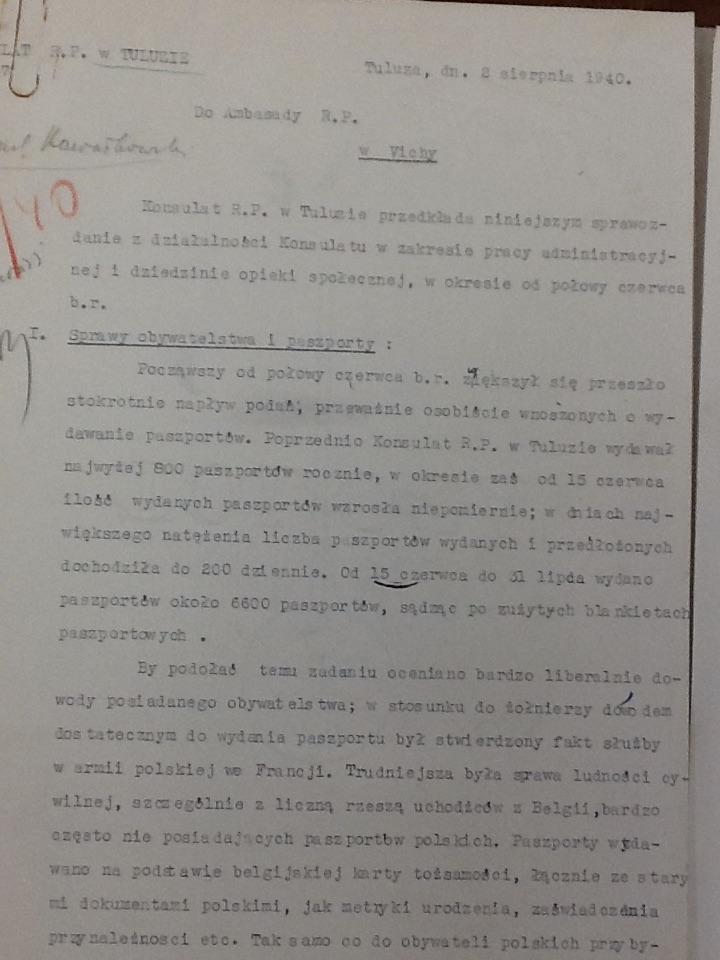 R.P. w TULUZIE
Tuluza, dn. 2 sierpnia 1940.
Do Ambasady R.P.
w Vichy
Konsulat R.P. w Tuluzie przedkłada niniejszym sprawoz-
danie z działalności Konsulatu w zakresie pracy administracyj-
nej i dziedzinie opieki społecznej, w okresie od połowy czerwca
b.r.
I. Sprawy obywatelstwa i paszporty :
Począwszy od połowy czerwca b.r. zwiększył się przeszło
stokrotnie napływ podań, przeważnie osobiście wnoszonych o wy-
dawanie paszportów. Poprzednio Konsulat R.P. w Tuluzie wydawał
najwyżej 800 paszportów rocznie, w okresie zaś od 15 czerwca
ilość wydanych paszportów wzrosła niepomiernie; w dniach naj-
większego natężenia liczba paszportów wydanych i przedłożonych
dochodziła do 200 dziennie. Od 15 czerwca do 31 lipda wydano
paszportów około 6600 paszportów, sądząc po zużytych blankietach
paszportowych .
By podołać temu zadaniu oceniano bardzo liberalnie do-
wody posiadanego obywatelstwa; w stosunku do żołnierzy dowodem
dostatecznym do wydania paszportu był stwierdzony fakt służby
w armii polskiej we Francji. Trudniejsza była sprawa ludności cy-
wilnej, szczególnie z liczną rzeszą uchodźców z Belgii,bardzo
często nie posiadających paszportbw polskich. Paszporty wyda-
wano na podstawie belgijskiej karty tożsamości, łącznie ze stary
mi dokumentami polskimi, jak metryki urodzenia, zaświadczdnia
przynależnosci etc. Tak samo co do obywateli polskich przyby-
40